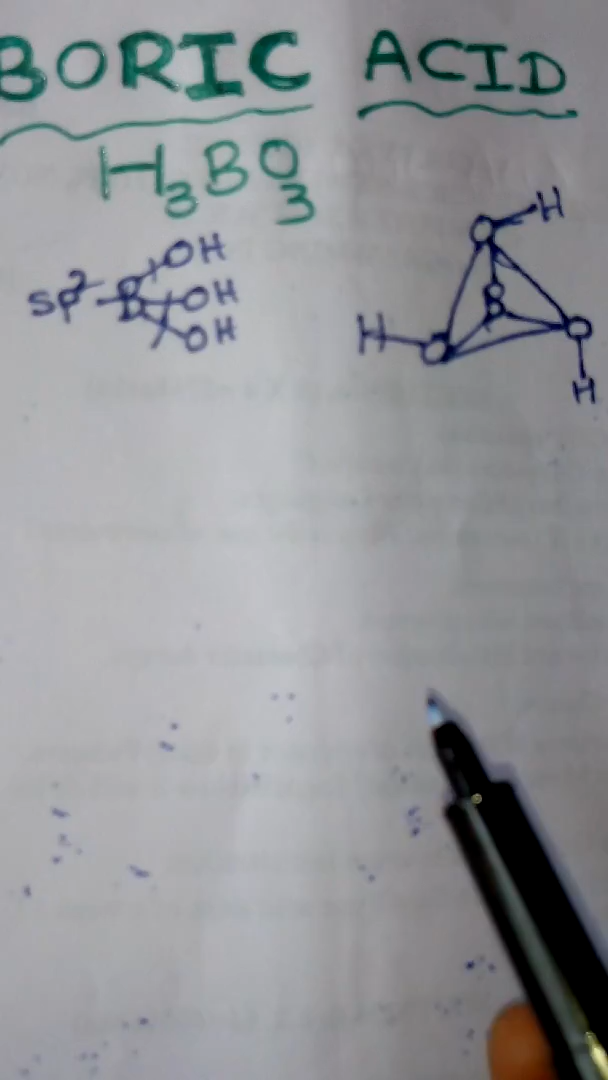 BORIC ACID
H3BO3
sp2 B OH
OH
OH
O H
B
H O O
H